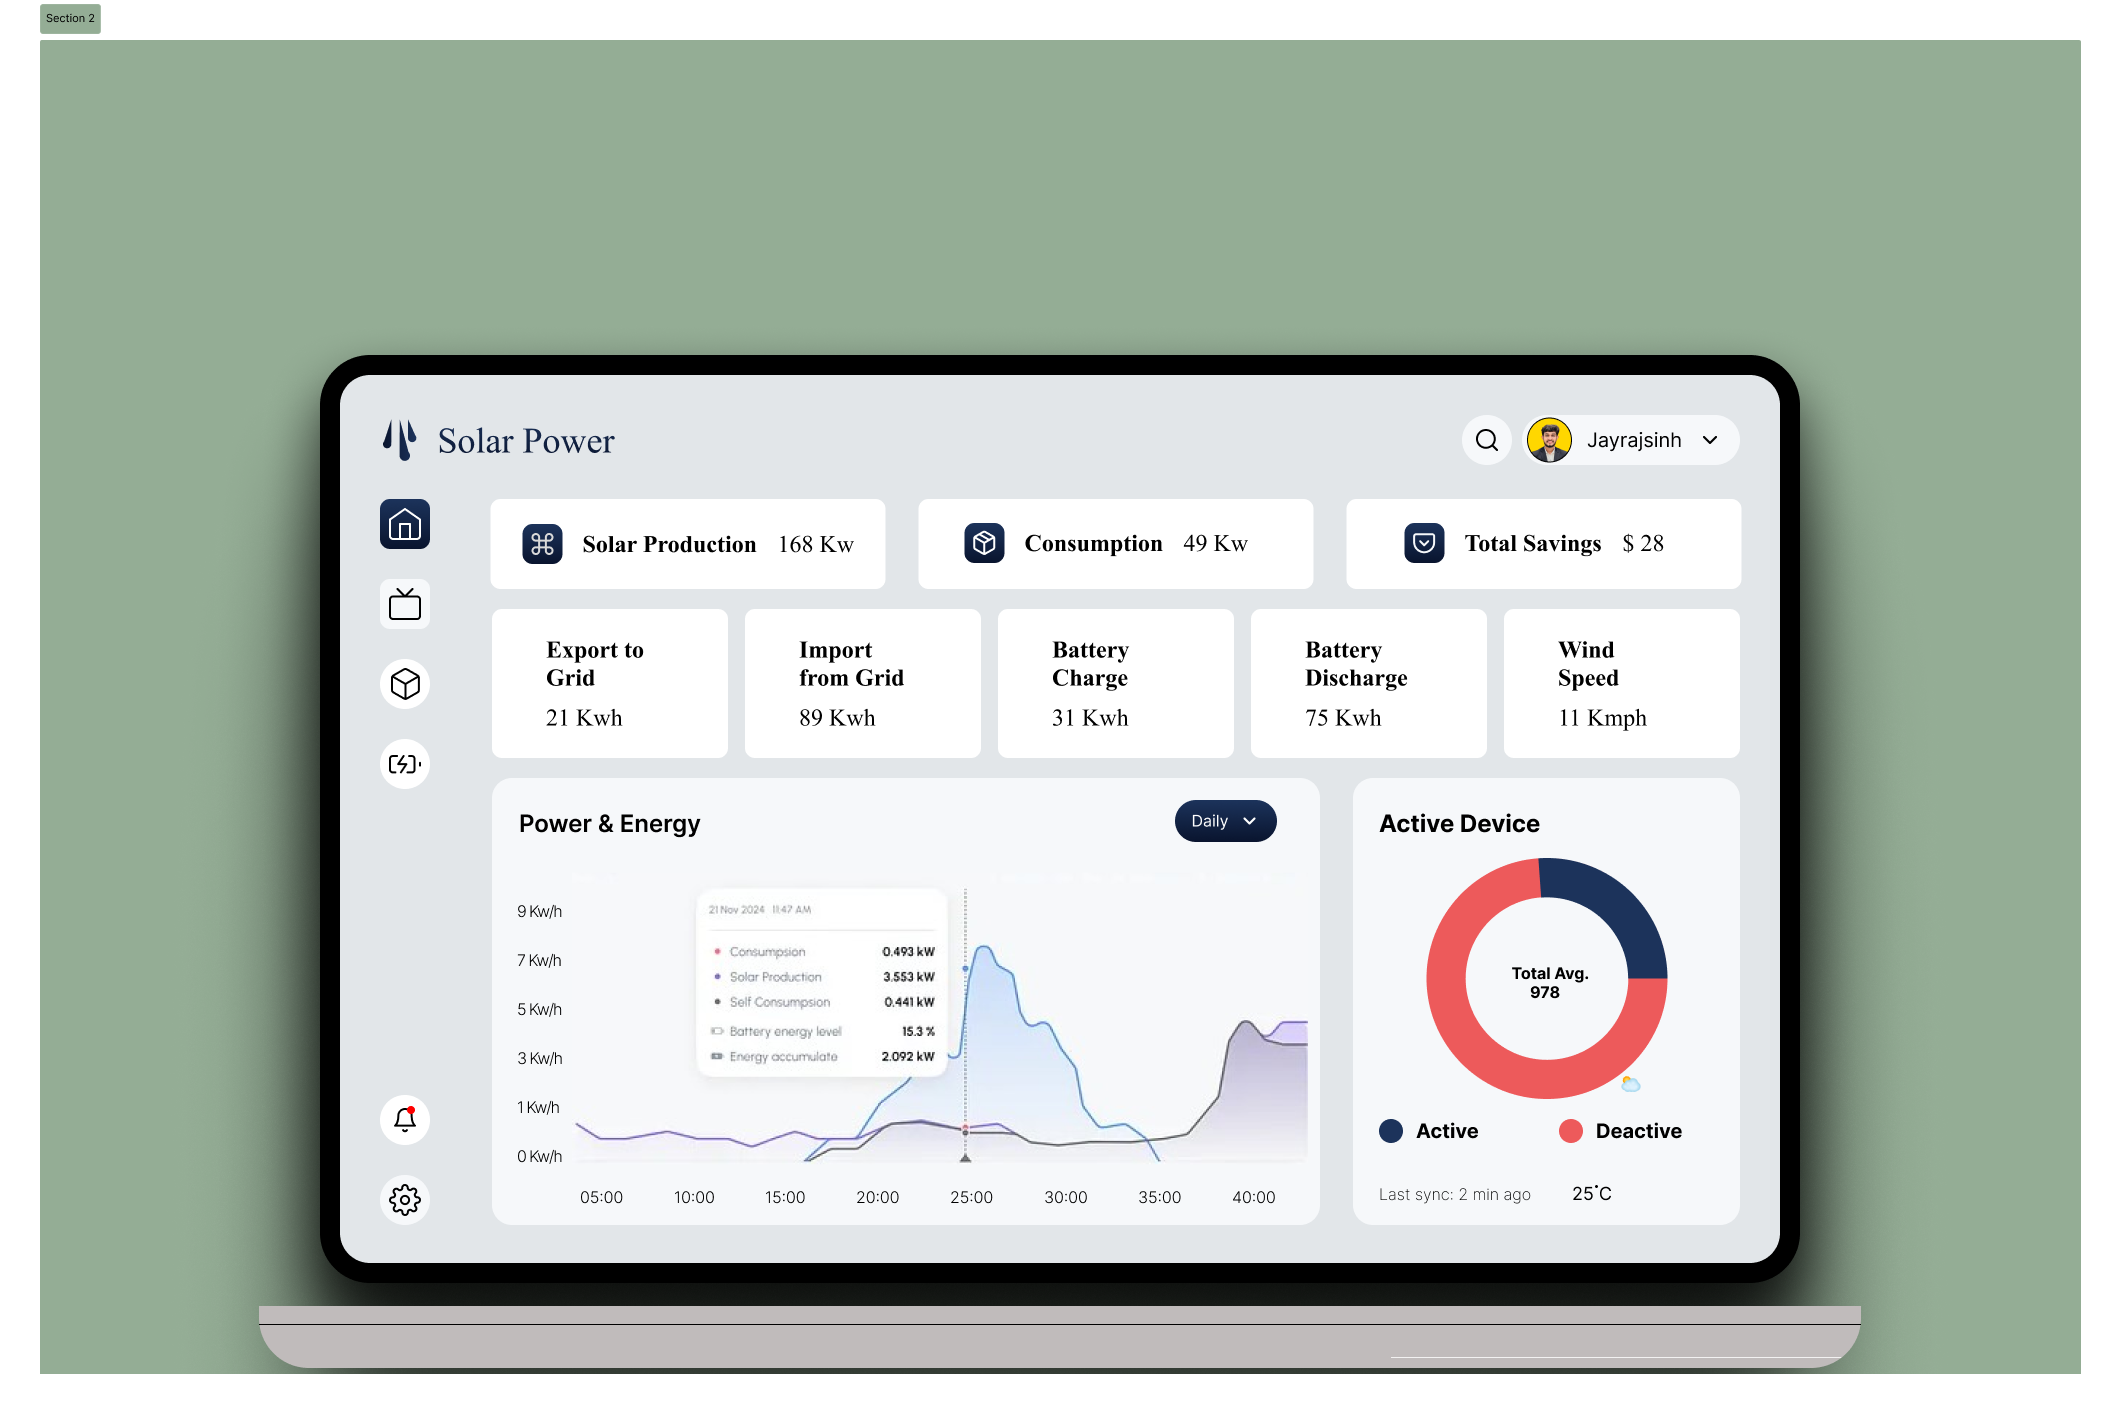 Section 2
Solar Power
Jayrajsinh
Solar Production 168 Kw
Consumption 49 Kw
Total Savings $ 28
Export to
Grid
21 Kwh
Import
from Grid
89 Kwh
Battery
Charge
31 Kwh
Battery
Discharge
75 Kwh
Wind
Speed
11 Kmph
Power & Energy
Daily
9 Kw/h
7 Kw/h
5 Kw/h
3 Kw/h
1 Kw/h
0 Kw/h
21 Nov 2024 11:47 AM
Consumpsion 0.493 kW
Solar Production 3.553 kW
Self Consumpsion 0.441 kW
Battery energy level 15.3 %
Energy accumulate 2.092 kW
05:00 10:00 15:00 20:00 25:00 30:00 35:00 40:00
Active Device
Total Avg.
978
Active
Deactive
Last sync: 2 min ago 25°C